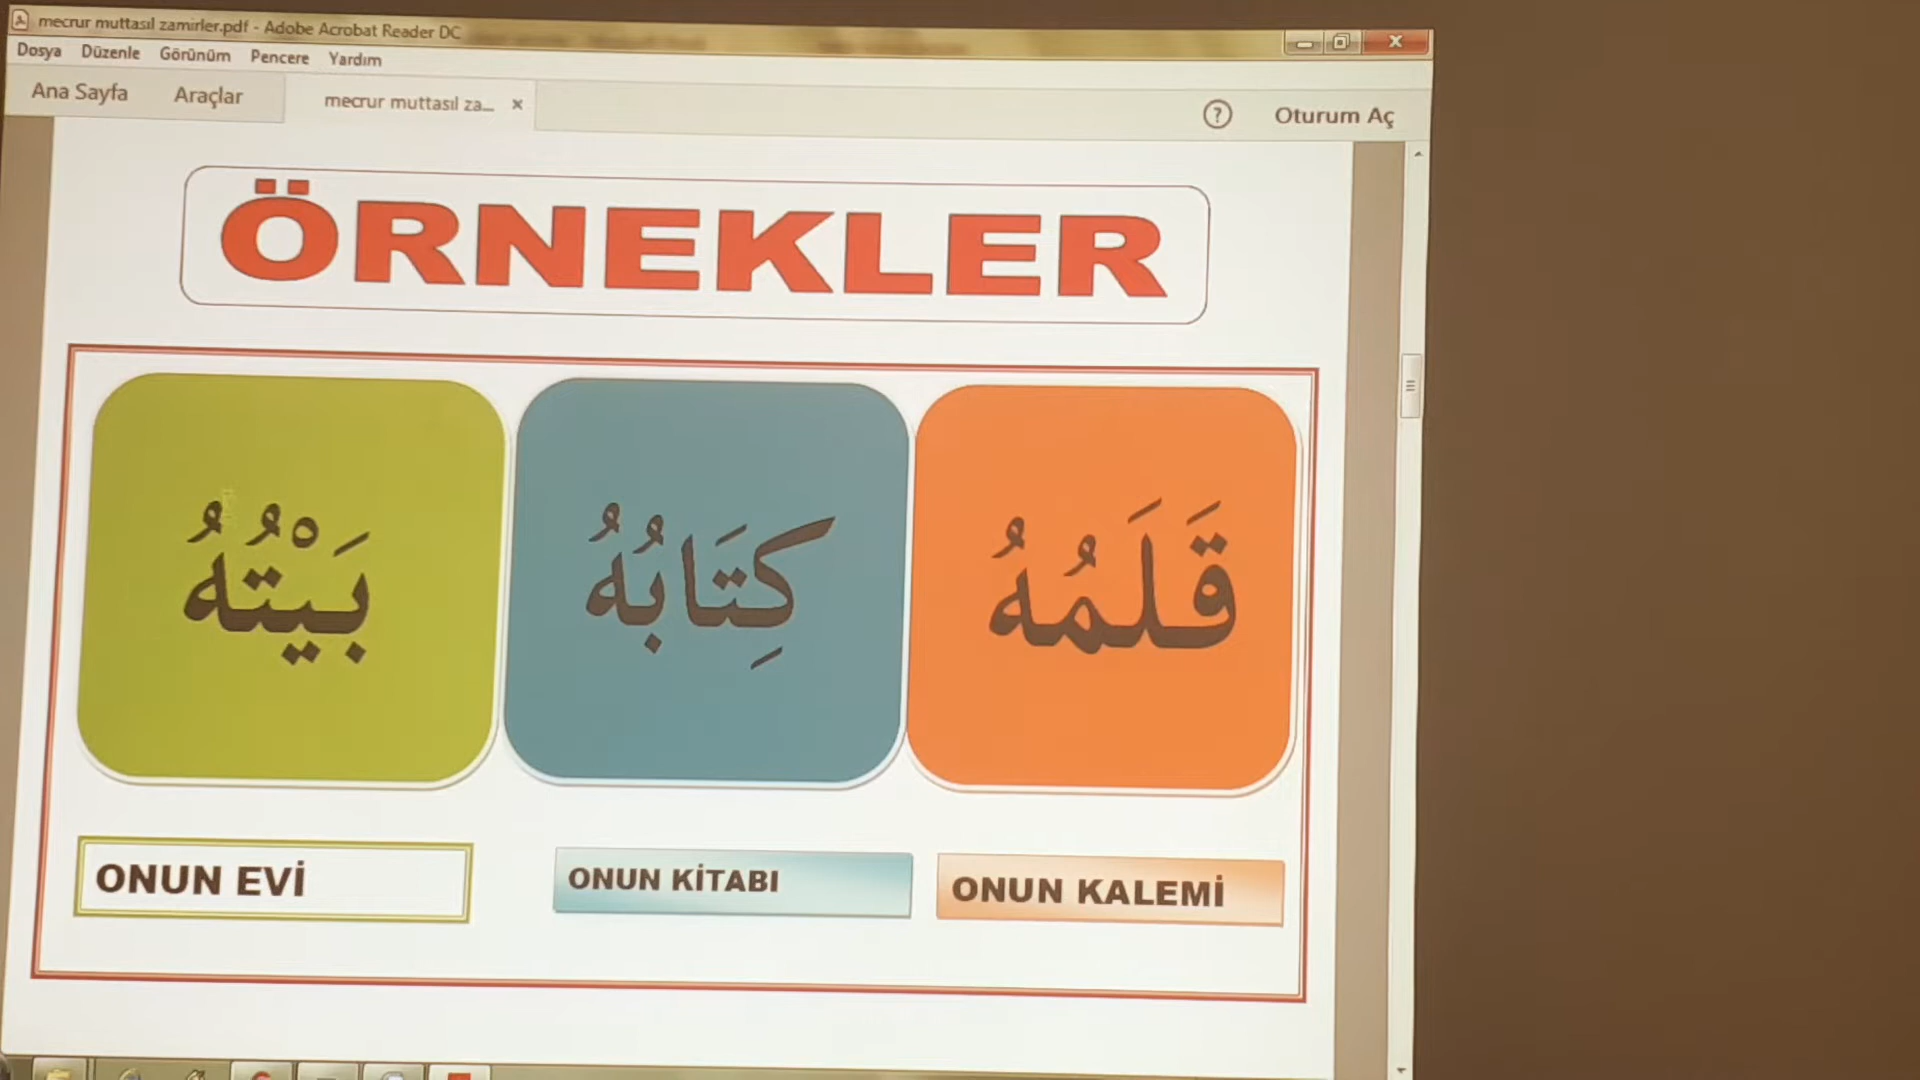 mecrur muttasıl zamirler.pdf - Adobe Acrobat Reader DC
Dosya Düzenle Görünüm Pencere Yardım
Ana Sayfa Araçlar mecrur muttasıl za... × ? Oturum Aç
ÖRNEKLER
قَلَمُهُ
كِتَابُهُ
بَيْتُهُ
ONUN EVİ
ONUN KİTABI
ONUN KALEMİ